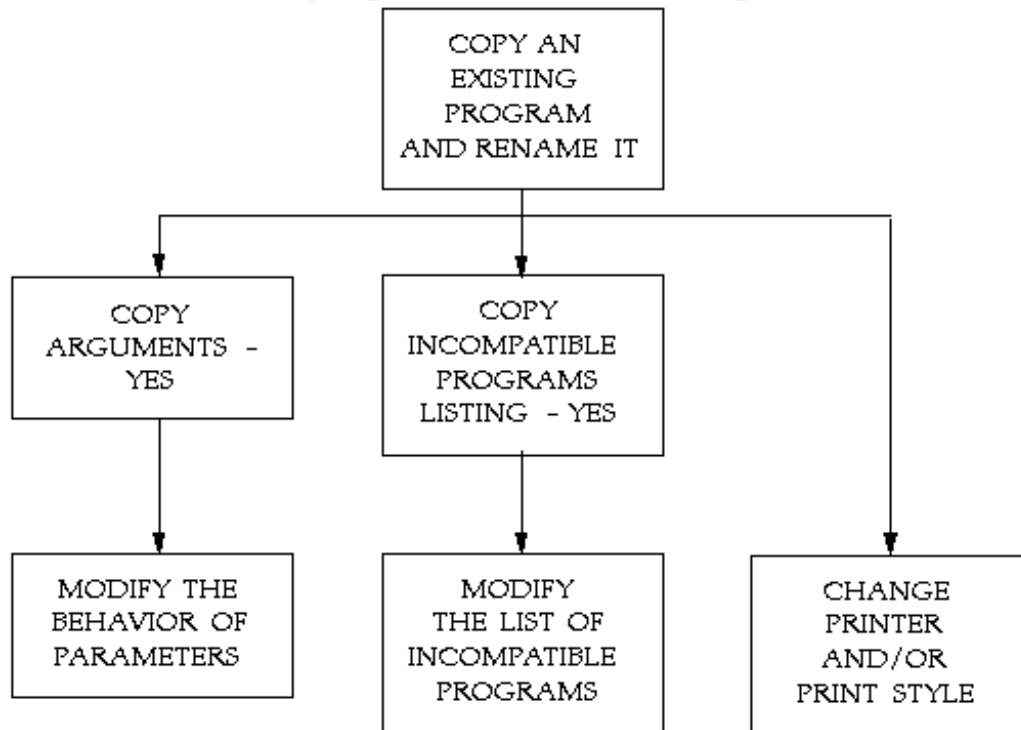 COPY AN
EXISTING
PROGRAM
AND RENAME IT
COPY
ARGUMENTS -
YES
COPY
INCOMPATIBLE
PROGRAMS
LISTING - YES
MODIFY THE
BEHAVIOR OF
PARAMETERS
MODIFY
THE LIST OF
INCOMPATIBLE
PROGRAMS
CHANGE
PRINTER
AND/OR
PRINT STYLE